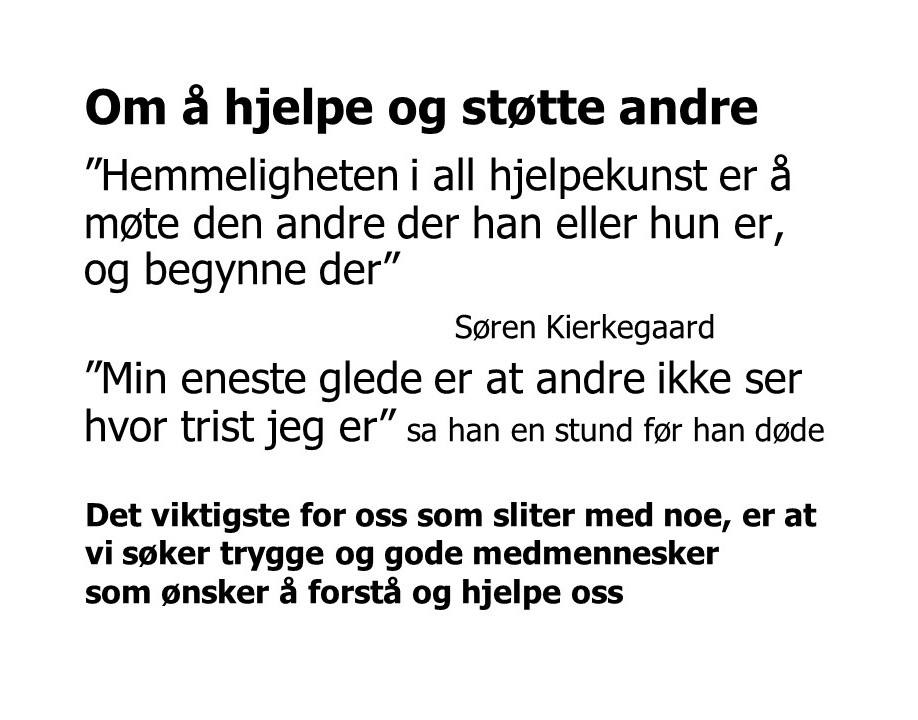 Om å hjelpe og støtte andre
”Hemmeligheten i all hjelpekunst er å
møte den andre der han eller hun er,
og begynne der”
Søren Kierkegaard
”Min eneste glede er at andre ikke ser
hvor trist jeg er” sa han en stund før han døde
Det viktigste for oss som sliter med noe, er at
vi søker trygge og gode medmennesker
som ønsker å forstå og hjelpe oss